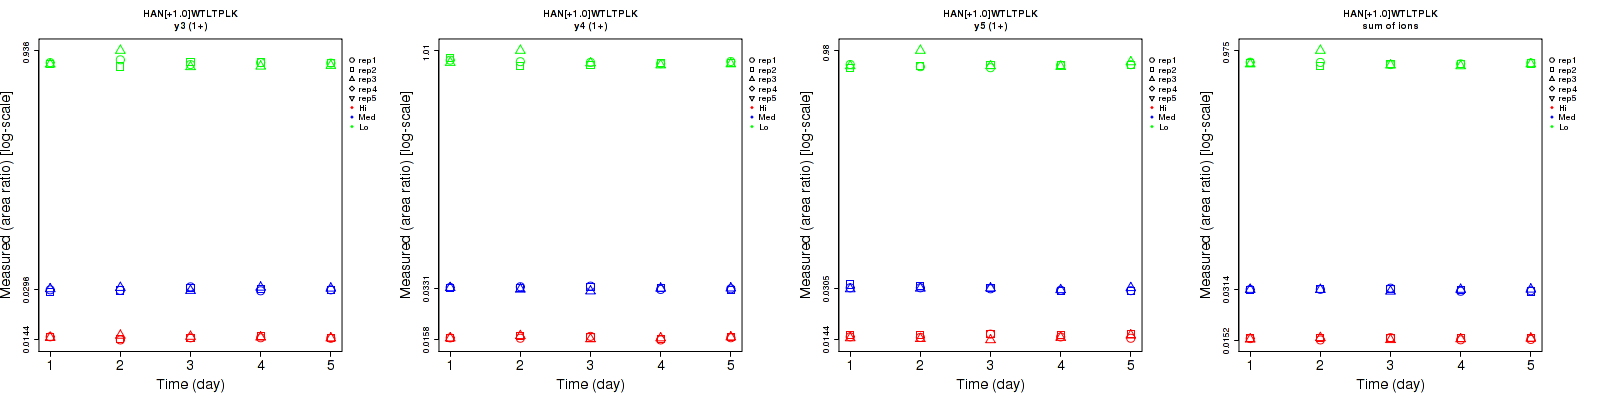 HAN[+1.0]WTLTPLK
y3 (1+)
Measured (area ratio) [log-scale]
0.936
0.0296
0.0144
1 2 3 4 5
Time (day)
rep1
rep2
rep3
rep4
rep5
Hi
Med
Lo
HAN[+1.0]WTLTPLK
y4 (1+)
Measured (area ratio) [log-scale]
1.01
0.0331
0.0158
1 2 3 4 5
Time (day)
rep1
rep2
rep3
rep4
rep5
Hi
Med
Lo
HAN[+1.0]WTLTPLK
y5 (1+)
Measured (area ratio) [log-scale]
0.98
0.0305
0.0144
1 2 3 4 5
Time (day)
rep1
rep2
rep3
rep4
rep5
Hi
Med
Lo
HAN[+1.0]WTLTPLK
sum of ions
Measured (area ratio) [log-scale]
0.975
0.0314
0.0152
1 2 3 4 5
Time (day)
rep1
rep2
rep3
rep4
rep5
Hi
Med
Lo